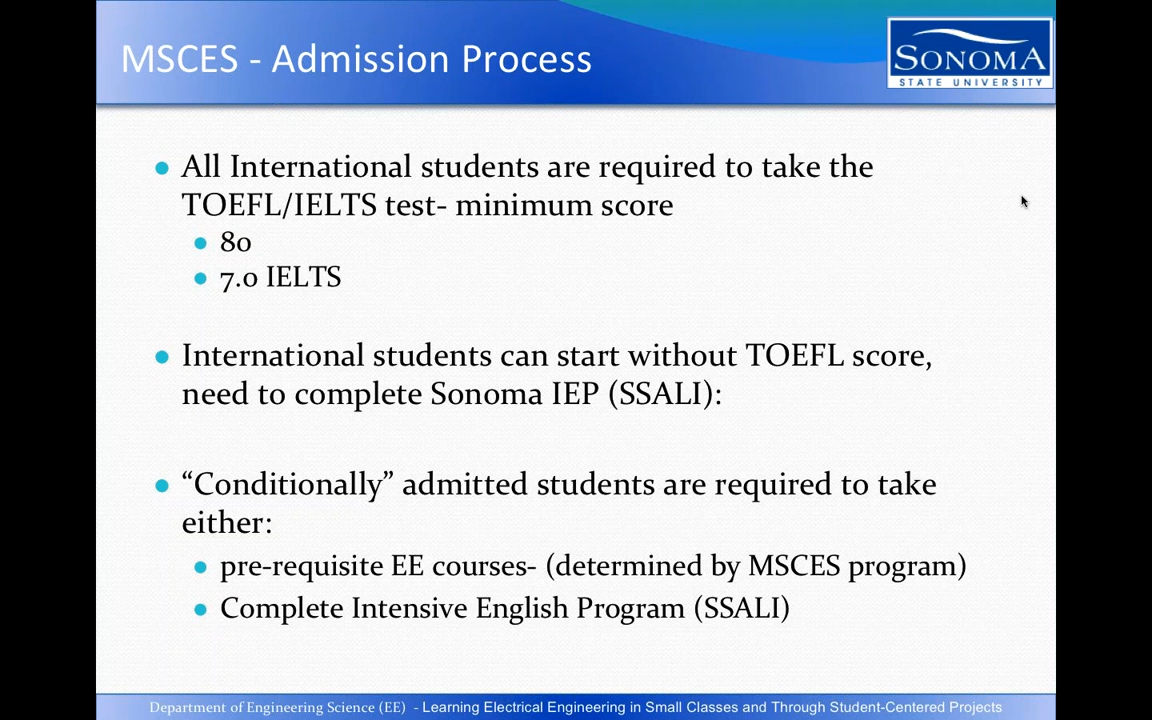 MSCES - Admission Process
SONOMA
STATE UNIVERSITY
All International students are required to take the
TOEFL/IELTS test- minimum score
80
7.0 IELTS
International students can start without TOEFL score,
need to complete Sonoma IEP (SSALI):
“Conditionally” admitted students are required to take
either:
pre-requisite EE courses- (determined by MSCES program)
Complete Intensive English Program (SSALI)
Department of Engineering Science (EE) - Learning Electrical Engineering in Small Classes and Through Student-Centered Projects